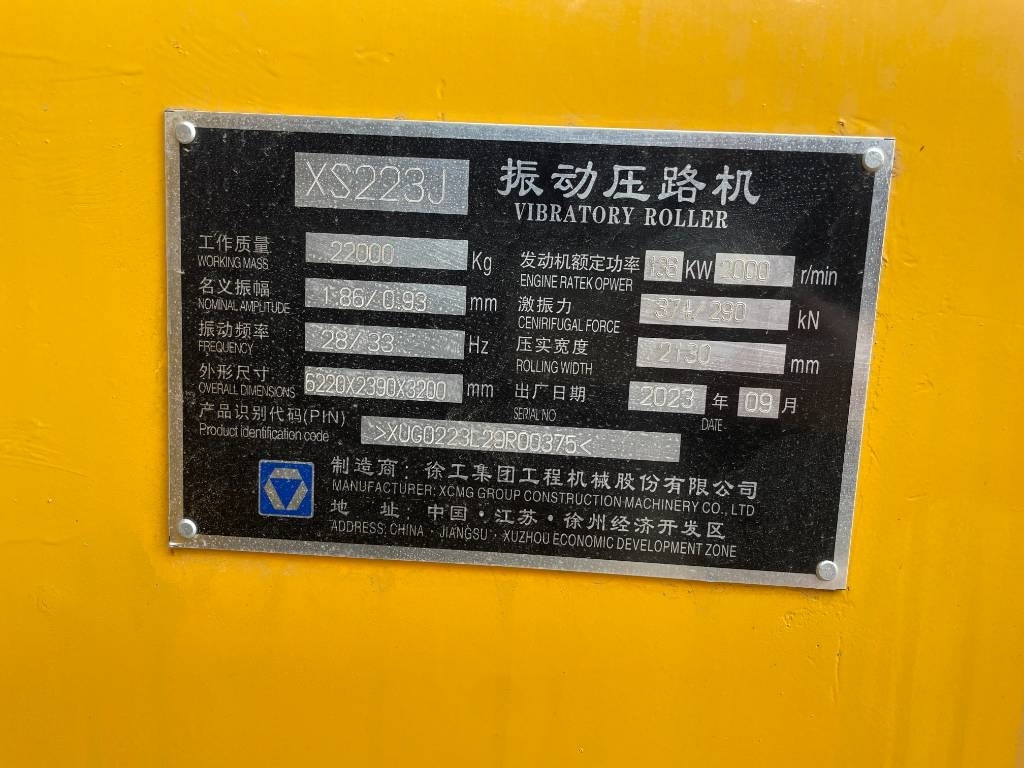 XS223J 振动压路机
VIBRATORY ROLLER
工作质量 22000 Kg
WORKING MASS
发动机额定功率 KW 2000 r/min
ENGINE RATEK OPWER
名义振幅 1.86/0.93 mm
NOMINAL AMPLITUDE
激振力 374/290 kN
CENIRIFUGAL FORCE
振动频率 28/33 Hz
FREQUENCY
压实宽度 2130 mm
ROLLING WIDTH
外形尺寸 6220X2390X3200 mm
OVERALL DIMENSIONS
出厂日期 2023 年 09 月
SERIAL NO DATE
产品识别代码(PIN) >XUG0223L29R00375<
Product identification code
制造商：徐工集团工程机械股份有限公司
MANUFACTURER: XCMG GROUP CONSTRUCTION MACHINERY CO., LTD
地 址：中国·江苏·徐州经济开发区
ADDRESS: CHINA · JIANGSU · XUZHOU ECONOMIC DEVELOPMENT ZONE